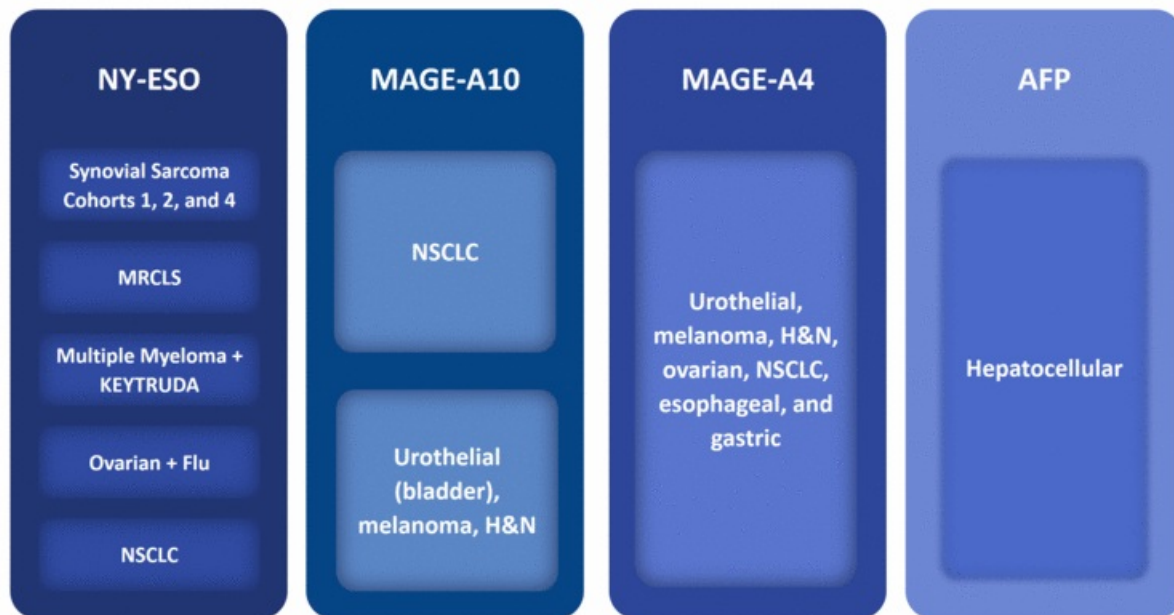 NY-ESO
Synovial Sarcoma
Cohorts 1, 2, and 4
MRCLS
Multiple Myeloma +
KEYTRUDA
Ovarian + Flu
NSCLC
MAGE-A10
NSCLC
Urothelial
(bladder),
melanoma, H&N
MAGE-A4
Urothelial,
melanoma, H&N,
ovarian, NSCLC,
esophageal, and
gastric
AFP
Hepatocellular